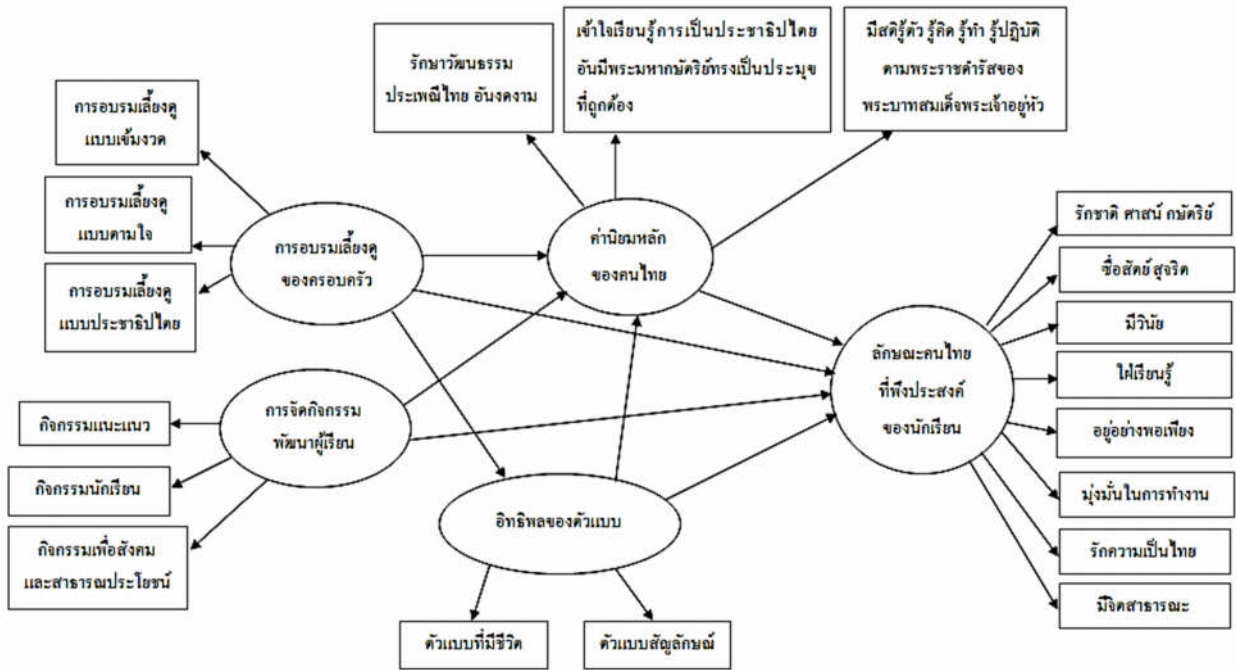 รักษาวัฒนธรรม
ประเพณีไทย อันงดงาม
เข้าใจเรียนรู้การเป็นประชาธิปไตย
อันมีพระมหากษัตริย์ทรงเป็นประมุข
ที่ถูกต้อง
มีสติรู้ตัว รู้คิด รู้ทำ รู้ปฏิบัติ
ตามพระราชดำรัสของ
พระบาทสมเด็จพระเจ้าอยู่หัว
การอบรมเลี้ยงดู
แบบเข้มงวด
การอบรมเลี้ยงดู
แบบตามใจ
การอบรมเลี้ยงดู
แบบประชาธิปไตย
การอบรมเลี้ยงดู
ของครอบครัว
ค่านิยมหลัก
ของคนไทย
กิจกรรมแนะแนว
กิจกรรมนักเรียน
กิจกรรมเพื่อสังคม
และสาธารณประโยชน์
การจัดกิจกรรม
พัฒนาผู้เรียน
อิทธิพลของตัวแบบ
ตัวแบบที่มีชีวิต
ตัวแบบสัญลักษณ์
ลักษณะคนไทย
ที่พึงประสงค์
ของนักเรียน
รักชาติ ศาสน์ กษัตริย์
ซื่อสัตย์ สุจริต
มีวินัย
ใฝ่เรียนรู้
อยู่อย่างพอเพียง
มุ่งมั่นในการทำงาน
รักความเป็นไทย
มีจิตสาธารณะ